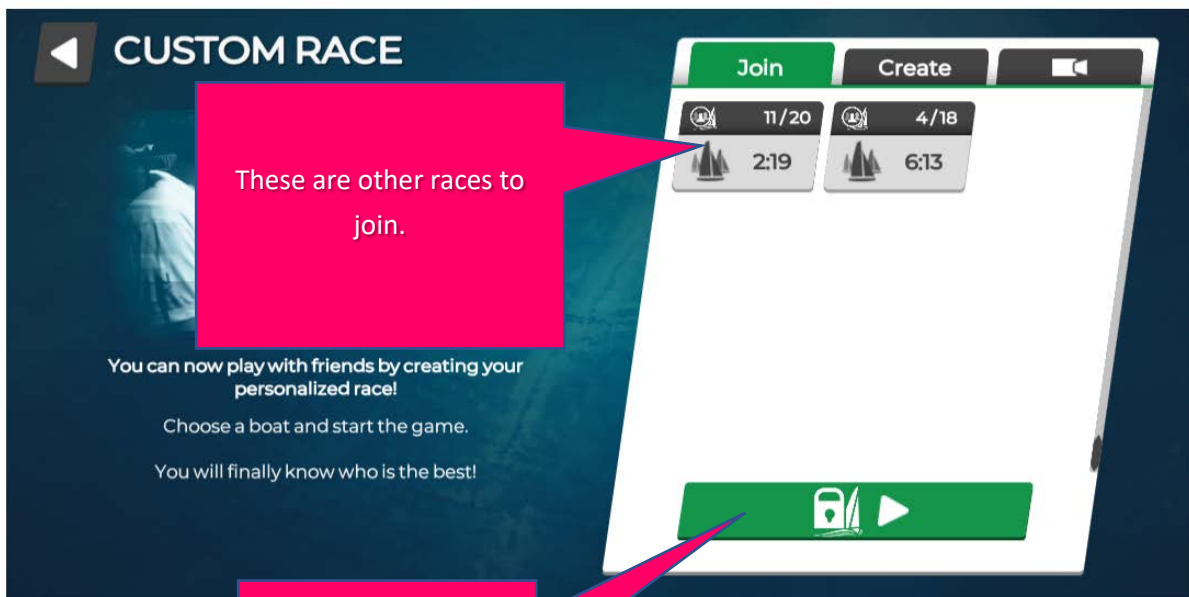 CUSTOM RACE
Join
Create
11/20
4/18
2:19
6:13
These are other races to
join.
You can now play with friends by creating your
personalized race!
Choose a boat and start the game.
You will finally know who is the best!